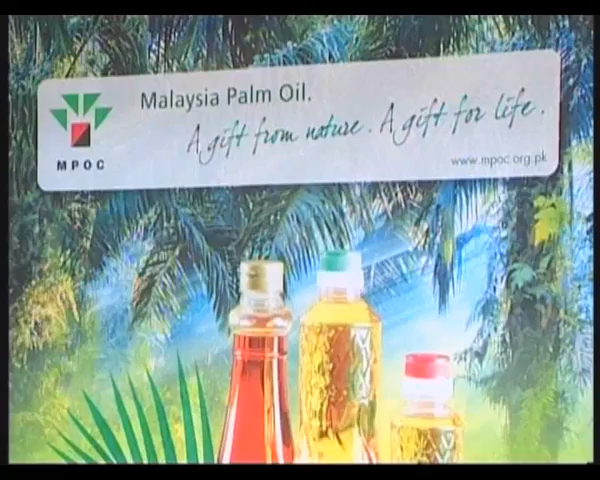 Malaysia Palm Oil.
A gift from nature. A gift for life.
MPOC
www.mpoc.org.pk